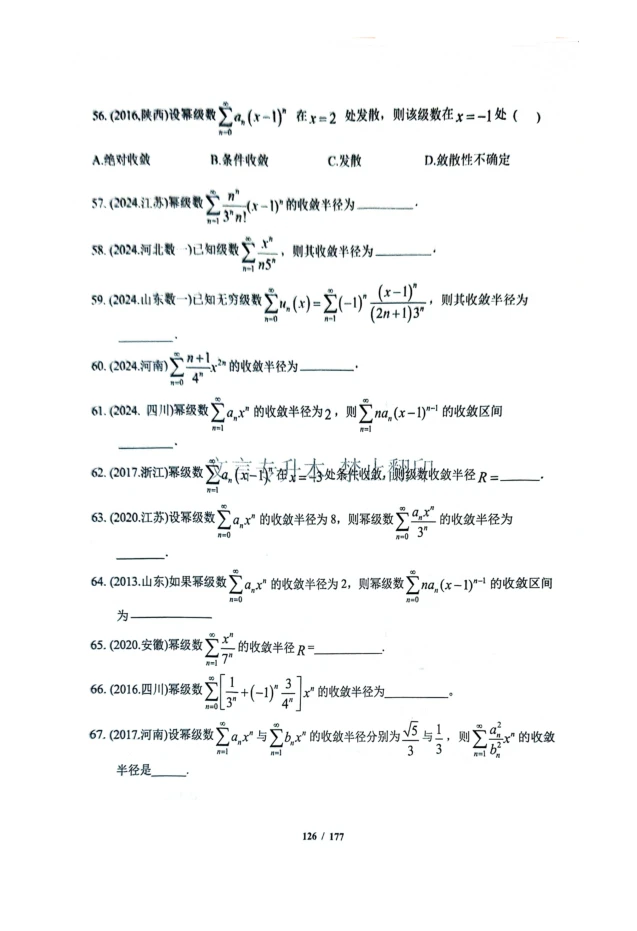 56. (2016,陕西)设幂级数 $\sum_{n=0}^{\infty} a_n (x-1)^n$ 在 x=2 处发散，则该级数在 x=-1 处 ( )
A.绝对收敛 B.条件收敛 C.发散 D.敛散性不确定
57. (2024.江苏)幂级数 $\sum_{n=1}^{\infty} \frac{n^n}{3^n n!}(x-1)^n$ 的收敛半径为________.
58. (2024.河北数一)已知级数 $\sum_{n=1}^{\infty} \frac{x^n}{n5^n}$，则其收敛半径为________.
59. (2024.山东数一)已知无穷级数 $\sum_{n=0}^{\infty} u_n(x) = \sum_{n=1}^{\infty} (-1)^n \frac{(x-1)^n}{(2n+1)3^n}$，则其收敛半径为
________.
60. (2024.河南) $\sum_{n=0}^{\infty} \frac{n+1}{4^n} x^{2n}$ 的收敛半径为________.
61. (2024. 四川)幂级数 $\sum_{n=1}^{\infty} a_n x^n$ 的收敛半径为2，则 $\sum_{n=1}^{\infty} na_n (x-1)^{n-1}$ 的收敛区间
________.
文言专升本 禁止翻印
62. (2017.浙江)幂级数 $\sum_{n=1}^{\infty} a_n (x-1)^n$ 在 x=-3 处条件收敛，则级数收敛半径 R=________.
63. (2020.江苏)设幂级数 $\sum_{n=0}^{\infty} a_n x^n$ 的收敛半径为 8，则幂级数 $\sum_{n=0}^{\infty} \frac{a_n x^n}{3^n}$ 的收敛半径为
________.
64. (2013.山东)如果幂级数 $\sum_{n=0}^{\infty} a_n x^n$ 的收敛半径为 2，则幂级数 $\sum_{n=0}^{\infty} na_n (x-1)^{n-1}$ 的收敛区间
为________
65. (2020.安徽)幂级数 $\sum_{n=1}^{\infty} \frac{x^n}{7^n}$ 的收敛半径 R=________.
66. (2016.四川)幂级数 $\sum_{n=0}^{\infty} \left[ \frac{1}{3^n} + (-1)^n \frac{3}{4^n} \right] x^n$ 的收敛半径为________。
67. (2017.河南)设幂级数 $\sum_{n=1}^{\infty} a_n x^n$ 与 $\sum_{n=1}^{\infty} b_n x^n$ 的收敛半径分别为 $\frac{\sqrt{5}}{3}$ 与 $\frac{1}{3}$，则 $\sum_{n=1}^{\infty} \frac{a_n^2}{b_n^2} x^n$ 的收敛
半径是_____.
126 / 177